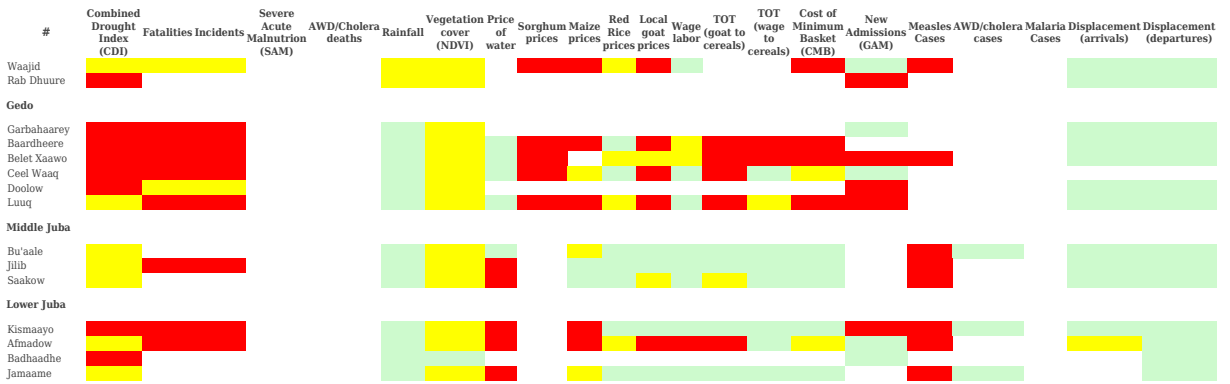 #
Combined Drought Index (CDI)
Fatalities
Incidents
Severe Acute Malnutrion (SAM)
AWD/Cholera deaths
Rainfall
Vegetation cover (NDVI)
Price of water
Sorghum prices
Maize prices
Red Rice prices
Local goat prices
Wage labor
TOT (goat to cereals)
TOT (wage to cereals)
Cost of Minimum Basket (CMB)
New Admissions (GAM)
Measles Cases
AWD/cholera cases
Malaria Cases
Displacement (arrivals)
Displacement (departures)
Waajid
Rab Dhuure
Gedo
Garbahaarey
Baardheere
Belet Xaawo
Ceel Waaq
Doolow
Luuq
Middle Juba
Bu'aale
Jilib
Saakow
Lower Juba
Kismaayo
Afmadow
Badhaadhe
Jamaame